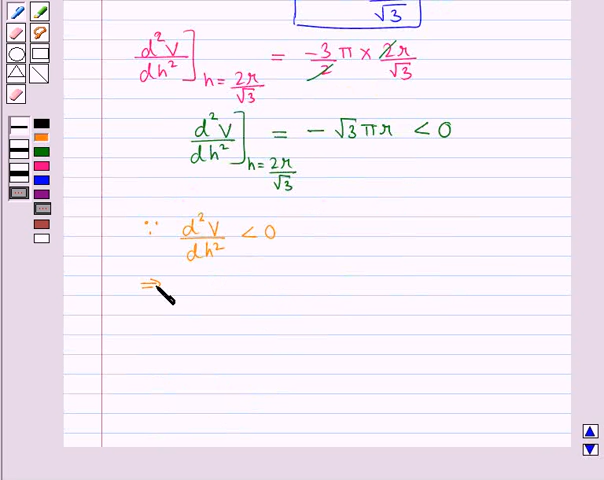 √3
d²V/dh²]h=2r/√3 = -3/2 π × 2r/√3
d²V/dh²]h=2r/√3 = - √3 πr < 0
∵ d²V/dh² < 0
⇒